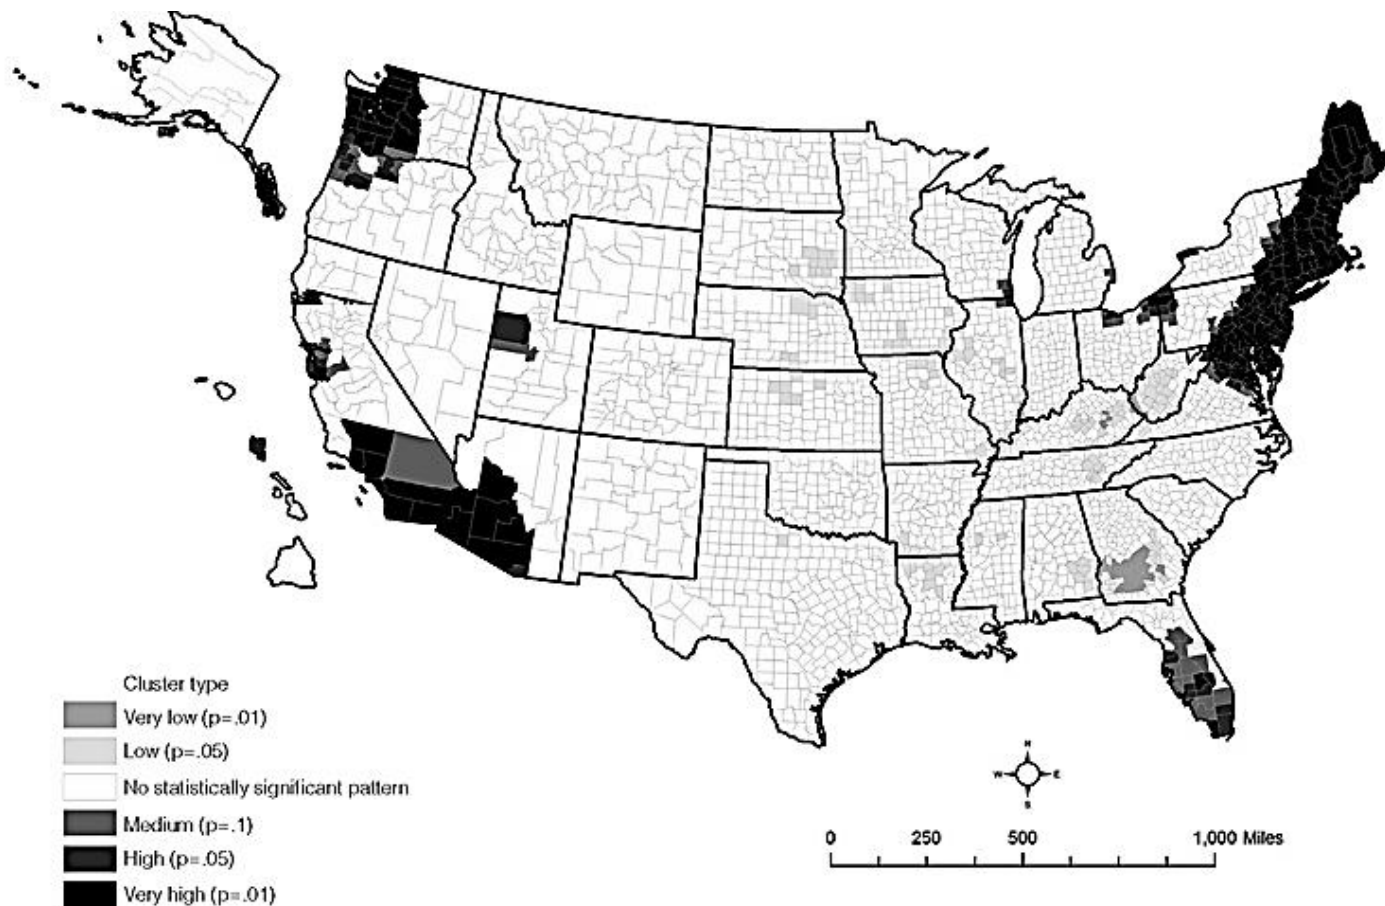 Cluster type
Very low (p=.01)
Low (p=.05)
No statistically significant pattern
Medium (p=.1)
High (p=.05)
Very high (p=.01)
N
W E
S
0 250 500 1,000 Miles